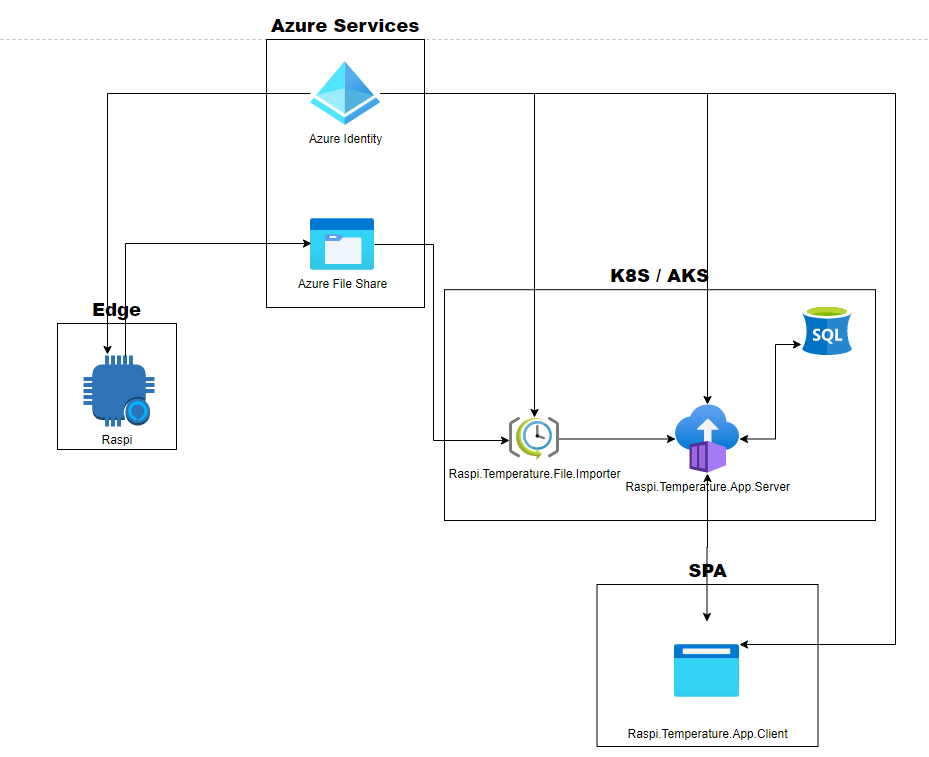 Azure Services
Azure Identity
Azure File Share
K8S / AKS
Edge
SQL
Raspi
Raspi.Temperature.File.Importer
Raspi.Temperature.App.Server
SPA
Raspi.Temperature.App.Client